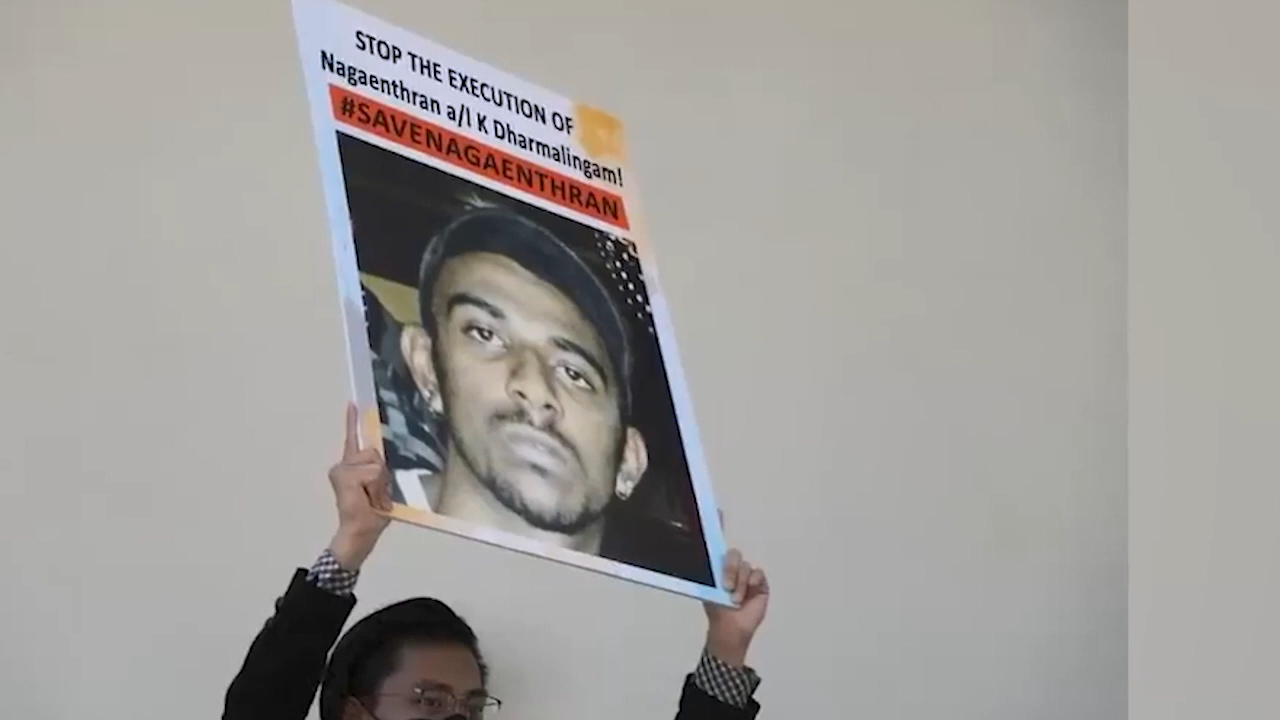 STOP THE EXECUTION OF
Nagaenthran a/l K Dharmalingam!
#SAVENAGAENTHRAN